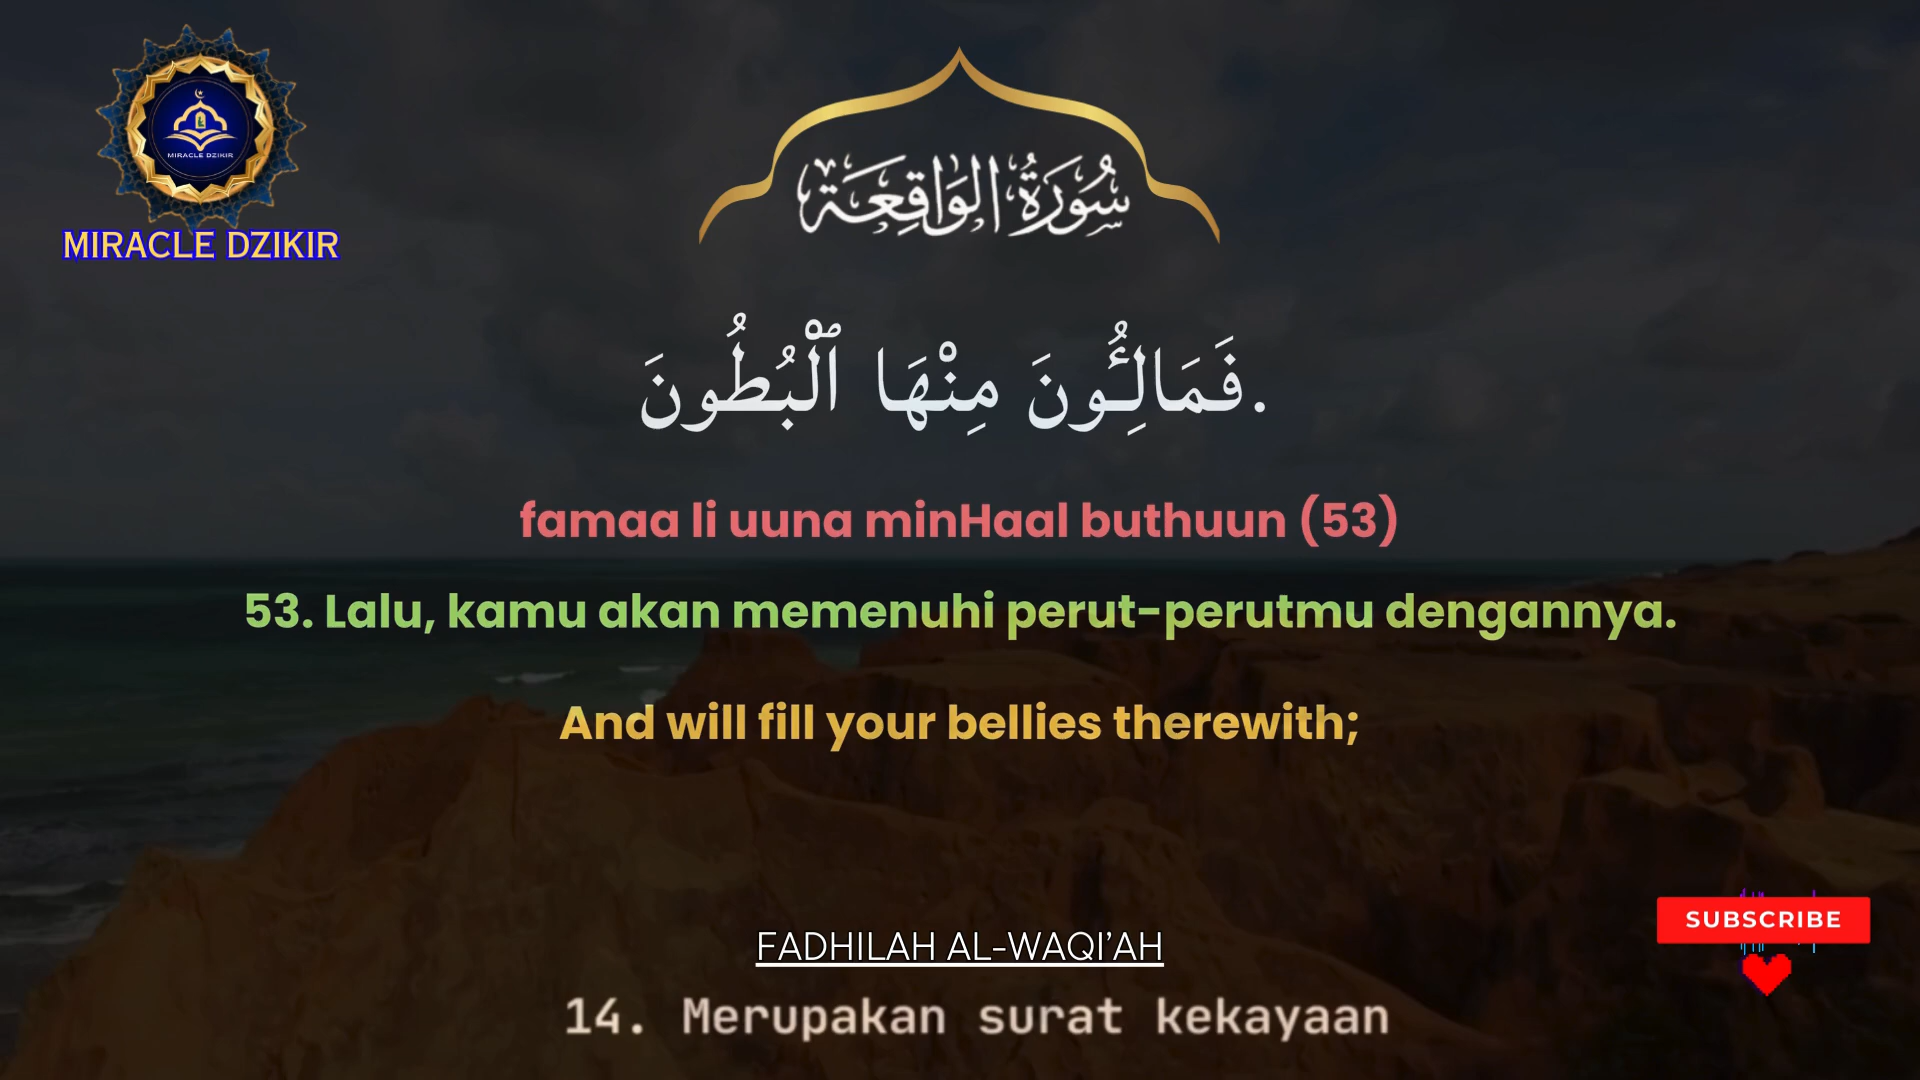 MIRACLE DZIKIR
MIRACLE DZIKIR
سُورَةُ الوَاقِعَة
فَمَالِـُٔونَ مِنْهَا ٱلْبُطُونَ.
famaa li uuna minHaal buthuun (53)
53. Lalu, kamu akan memenuhi perut-perutmu dengannya.
And will fill your bellies therewith;
SUBSCRIBE
FADHILAH AL-WAQI’AH
14. Merupakan surat kekayaan